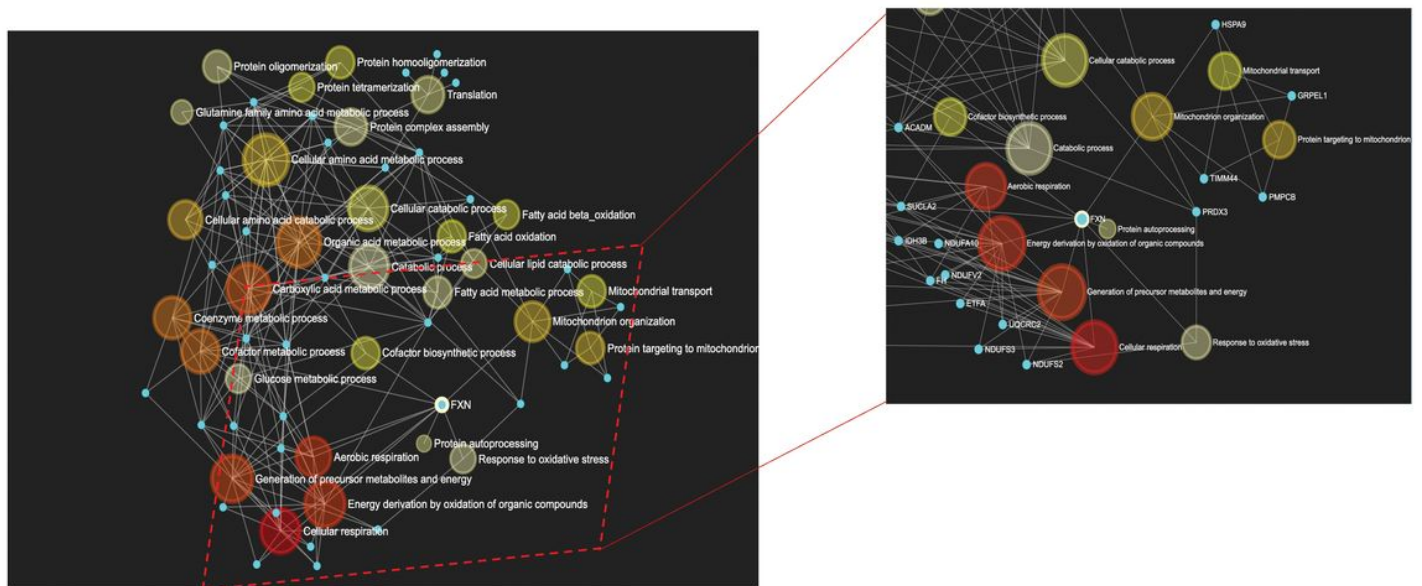 Protein oligomerization
Protein homooligomerization
Protein tetramerization
Translation
Glutamine family amino acid metabolic process
Protein complex assembly
Cellular amino acid metabolic process
Cellular catabolic process
Fatty acid beta_oxidation
Cellular amino acid catabolic process
Fatty acid oxidation
Organic acid metabolic process
Catabolic process
Cellular lipid catabolic process
Carboxylic acid metabolic process
Fatty acid metabolic process
Mitochondrial transport
Coenzyme metabolic process
Mitochondrion organization
Cofactor metabolic process
Cofactor biosynthetic process
Protein targeting to mitochondrion
Glucose metabolic process
FXN
Protein autoprocessing
Aerobic respiration
Response to oxidative stress
Generation of precursor metabolites and energy
Energy derivation by oxidation of organic compounds
Cellular respiration
HSPA9
Cellular catabolic process
Mitochondrial transport
GRPEL1
Cofactor biosynthetic process
Mitochondrion organization
ACADM
Protein targeting to mitochondrion
Catabolic process
TIMM44
Aerobic respiration
PMPCB
SUCLA2
PRDX3
FXN
Protein autoprocessing
IDH3B
NDUFA10
Energy derivation by oxidation of organic compounds
NDUFV2
Generation of precursor metabolites and energy
ETFA
UQCRC2
Cellular respiration
Response to oxidative stress
NDUFS3
NDUFS2